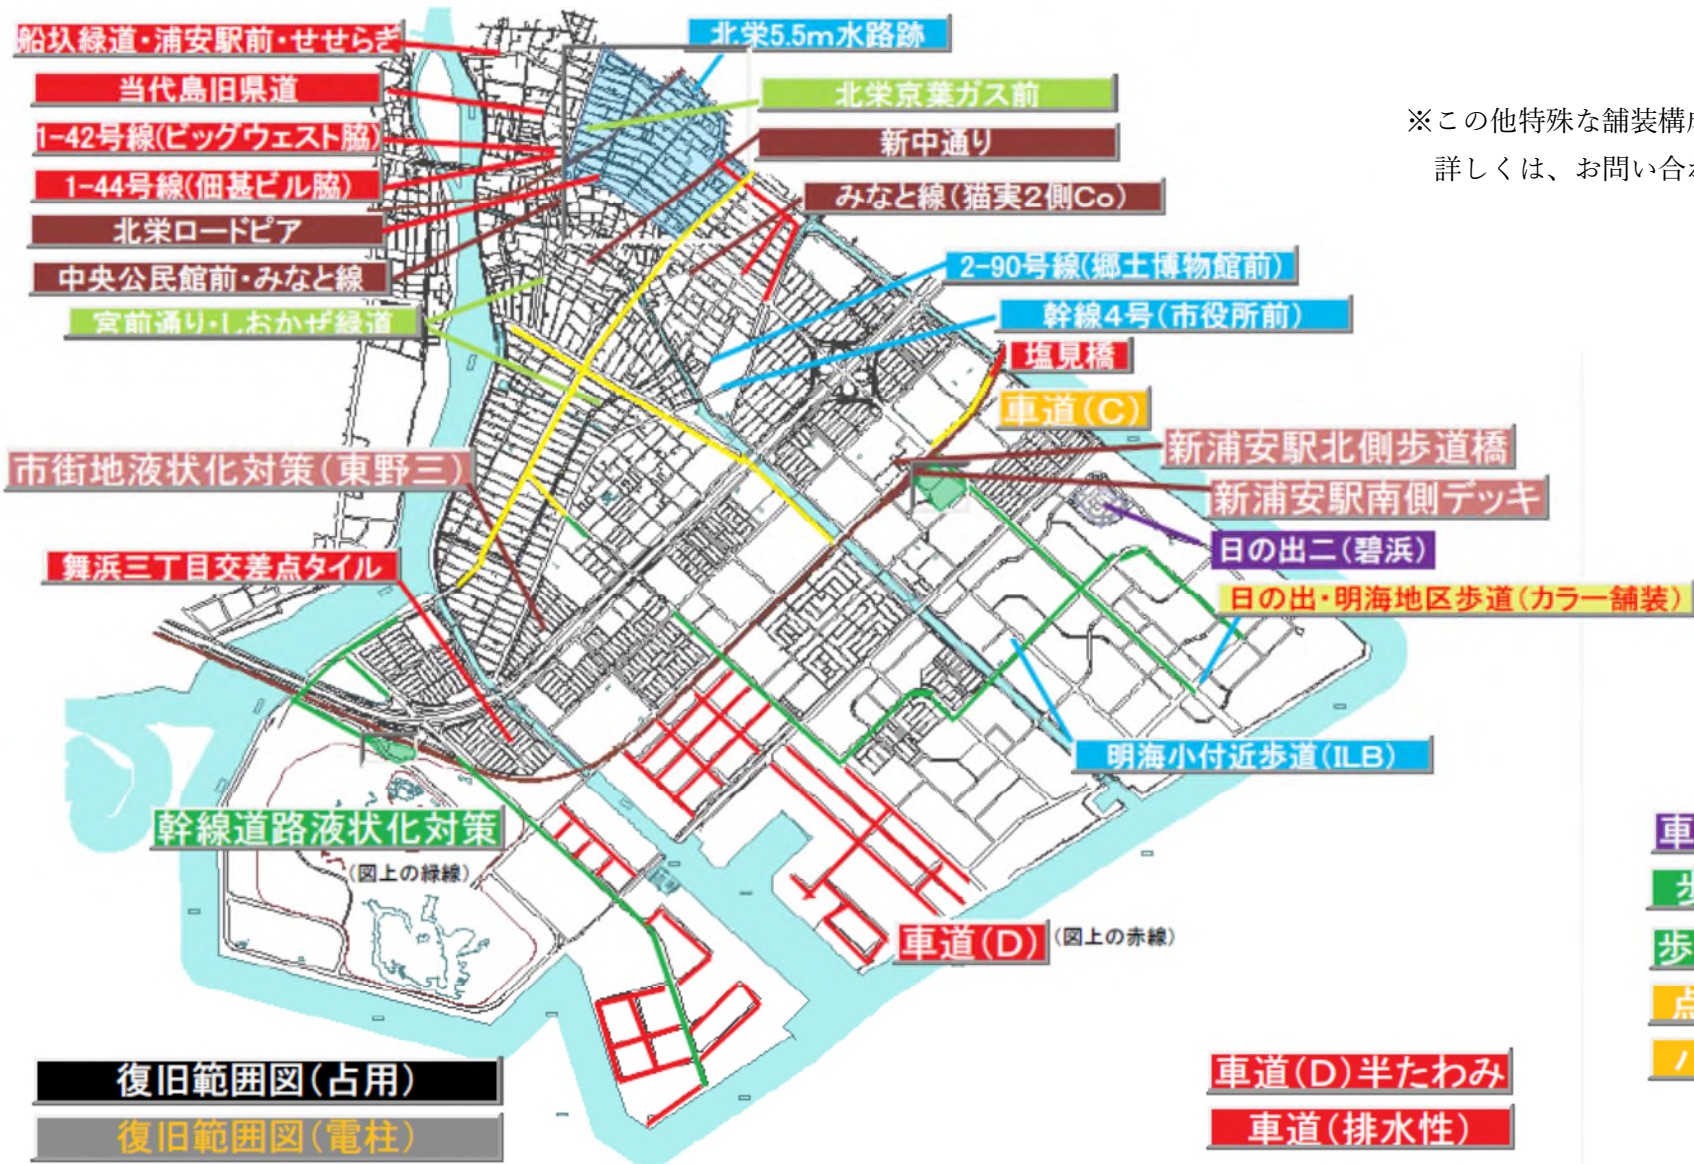 船圦緑道・浦安駅前・せせらぎ
北栄5.5m水路跡
当代島旧県道
北栄京葉ガス前
※この他特殊な舗装構成
詳しくは、お問い合わ
1-42号線(ビッグウェスト脇)
新中通り
1-44号線(佃甚ビル脇)
みなと線(猫実2側Co)
北栄ロードピア
2-90号線(郷土博物館前)
中央公民館前・みなと線
幹線4号(市役所前)
宮前通り・しおかぜ緑道
塩見橋
車道(C)
新浦安駅北側歩道橋
市街地液状化対策(東野三)
新浦安駅南側デッキ
日の出二(碧浜)
舞浜三丁目交差点タイル
日の出・明海地区歩道(カラー舗装)
明海小付近歩道(ILB)
幹線道路液状化対策
(図上の緑線)
車
歩
車道(D)
(図上の赤線)
歩
点
復旧範囲図(占用)
車道(D)半たわみ
復旧範囲図(電柱)
車道(排水性)